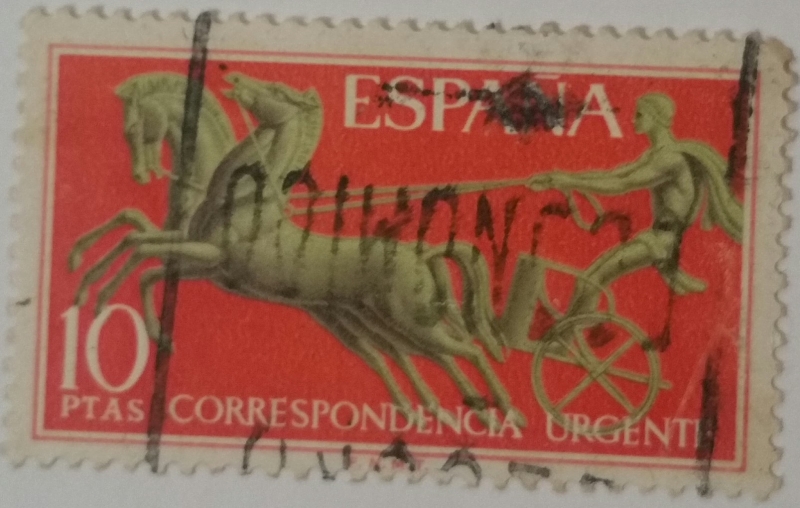 ESPAÑA
10
PTAS CORRESPONDENCIA URGENTE